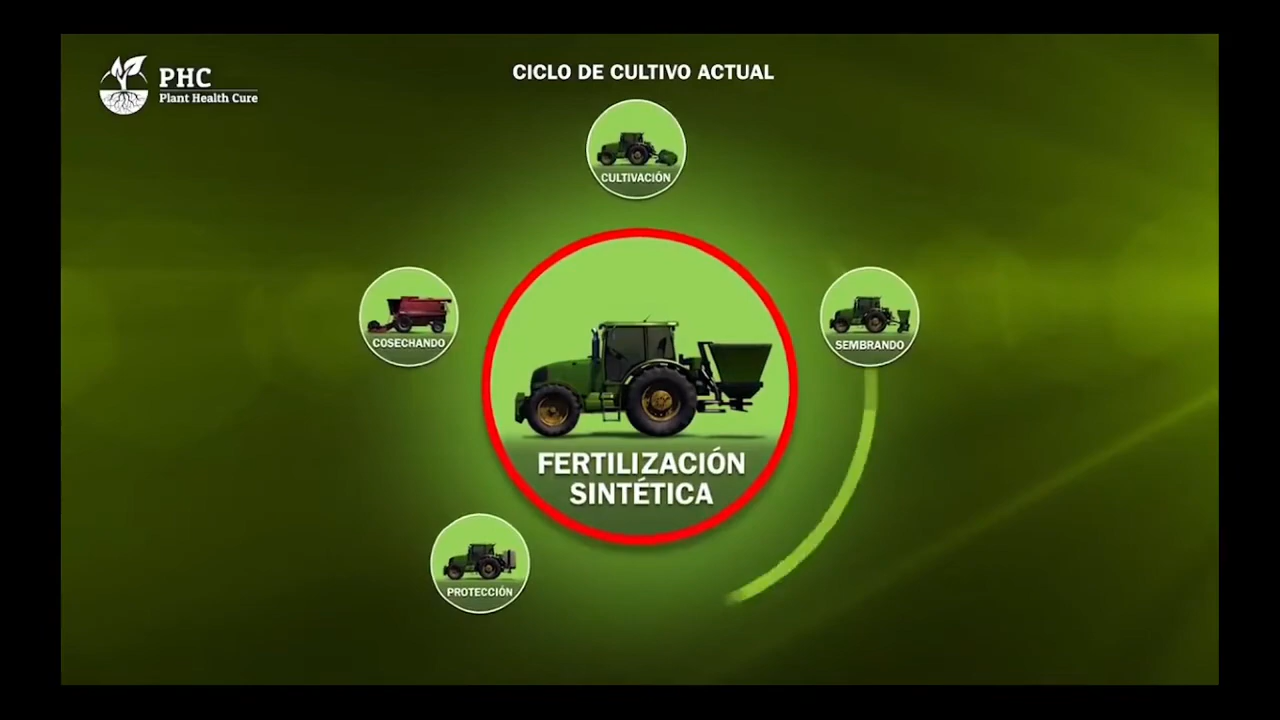 PHC
Plant Health Cure
CICLO DE CULTIVO ACTUAL
CULTIVACIÓN
COSECHANDO
SEMBRANDO
FERTILIZACIÓN
SINTÉTICA
PROTECCIÓN